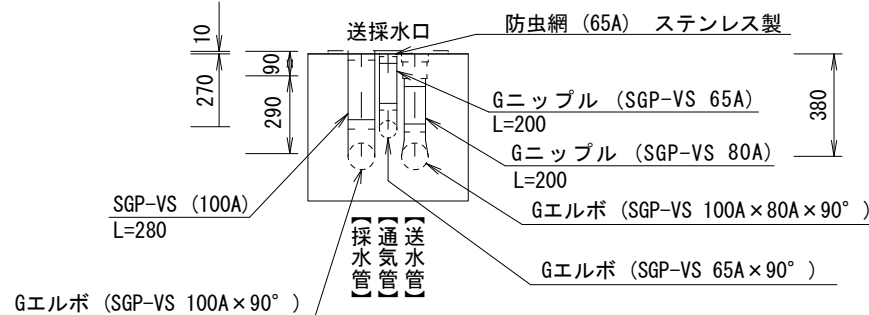 送採水口
防虫網 (65A) ステンレス製
10
90
270
290
380
Gニップル (SGP-VS 65A)
L=200
Gニップル (SGP-VS 80A)
L=200
SGP-VS (100A)
L=280
Gエルボ (SGP-VS 100A×80A×90°)
【採水管】
【通気管】
【送水管】
Gエルボ (SGP-VS 65A×90°)
Gエルボ (SGP-VS 100A×90°)